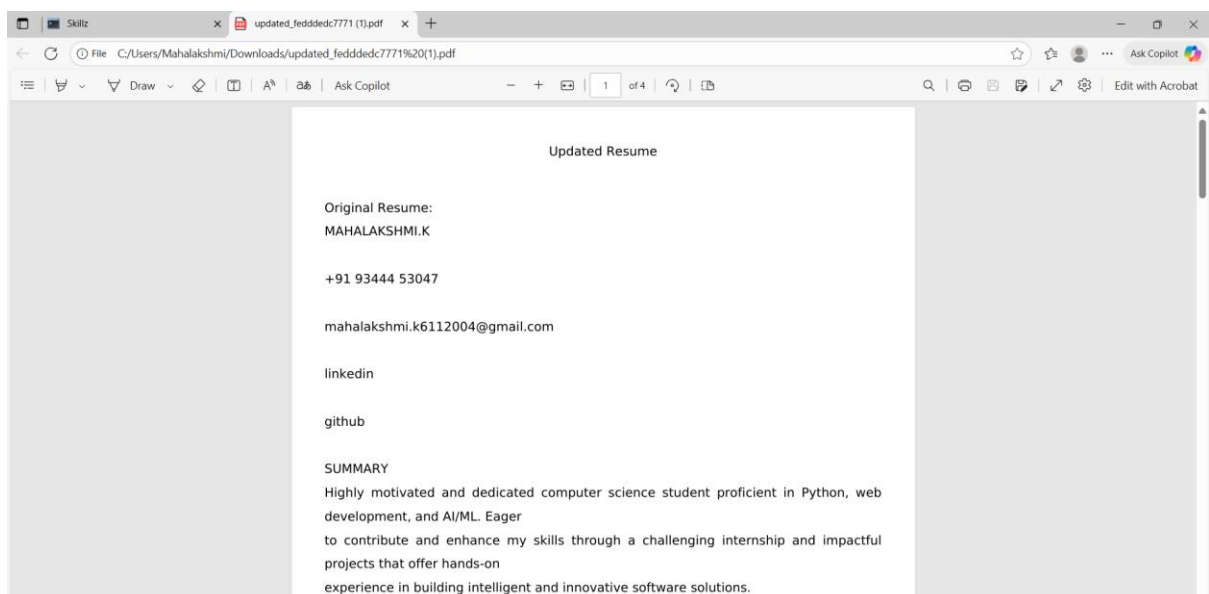 Skillz
updated_fedddedc7771 (1).pdf
File C:/Users/Mahalakshmi/Downloads/updated_fedddedc7771%20(1).pdf
Ask Copilot
Draw
aあ
Ask Copilot
1 of 4
Edit with Acrobat
Updated Resume
Original Resume:
MAHALAKSHMI.K
+91 93444 53047
mahalakshmi.k6112004@gmail.com
linkedin
github
SUMMARY
Highly motivated and dedicated computer science student proficient in Python, web
development, and AI/ML. Eager
to contribute and enhance my skills through a challenging internship and impactful
projects that offer hands-on
experience in building intelligent and innovative software solutions.